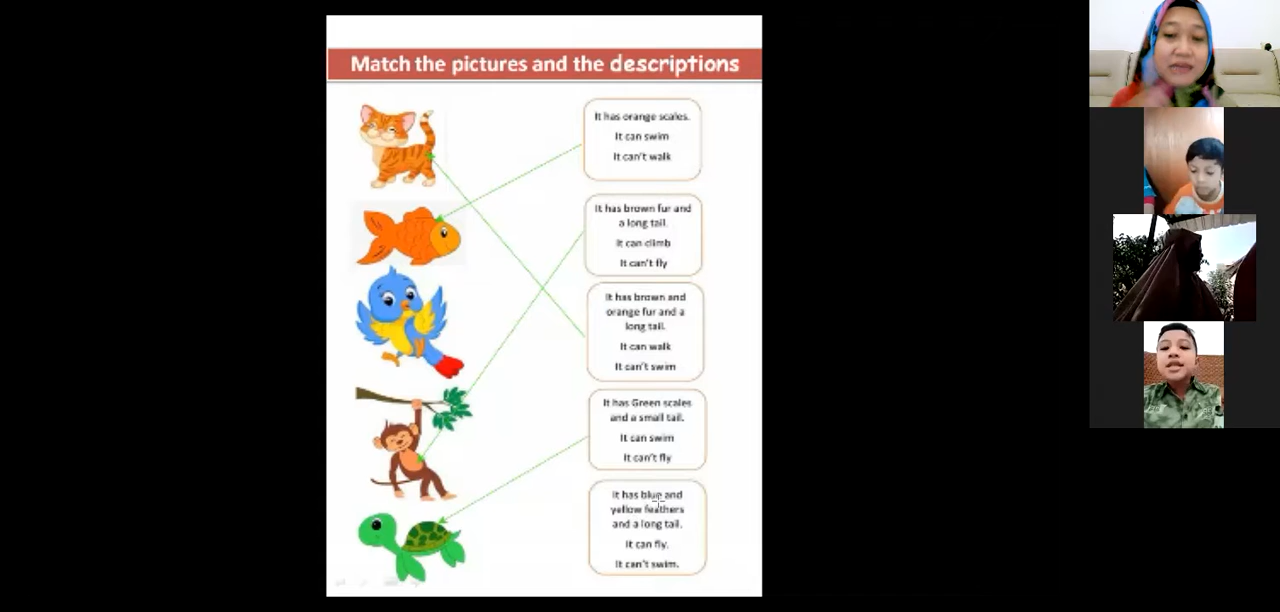 Match the pictures and the descriptions
It has orange scales.
It can swim
It can't walk
It has brown fur and
a long tail.
It can climb
It can't fly
It has brown and
orange fur and a
long tail.
It can walk
It can't swim
It has Green scales
and a small tail.
It can swim
It can't fly
It has blue and
yellow feathers
and a long tail.
It can fly.
It can't swim.